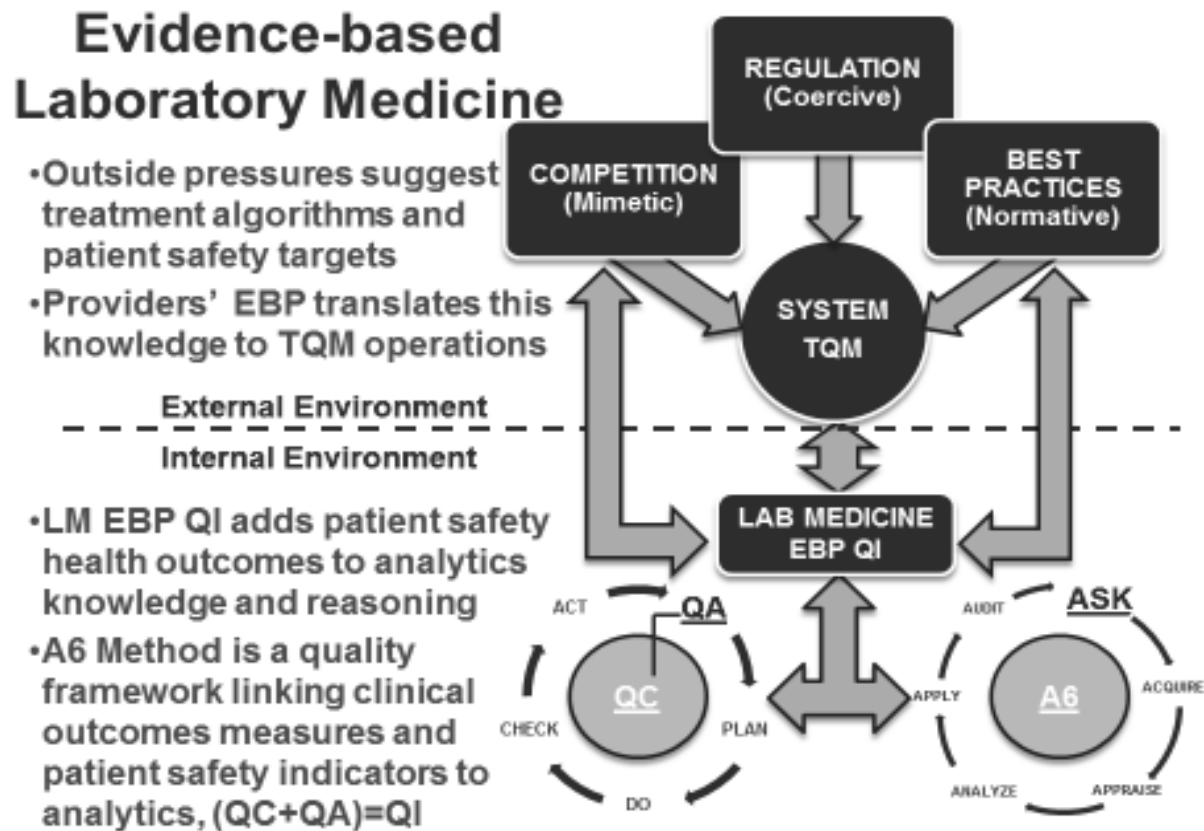 Evidence-based
Laboratory Medicine
•Outside pressures suggest
treatment algorithms and
patient safety targets
•Providers' EBP translates this
knowledge to TQM operations
External Environment
Internal Environment
•LM EBP QI adds patient safety
health outcomes to analytics
knowledge and reasoning
•A6 Method is a quality
framework linking clinical
outcomes measures and
patient safety indicators to
analytics, (QC+QA)=QI
REGULATION
(Coercive)
COMPETITION
(Mimetic)
BEST
PRACTICES
(Normative)
SYSTEM
TQM
LAB MEDICINE
EBP QI
ACT
QA
QC
CHECK
PLAN
DO
AUDIT
ASK
APPLY
A6
ACQUIRE
ANALYZE
APPRAISE